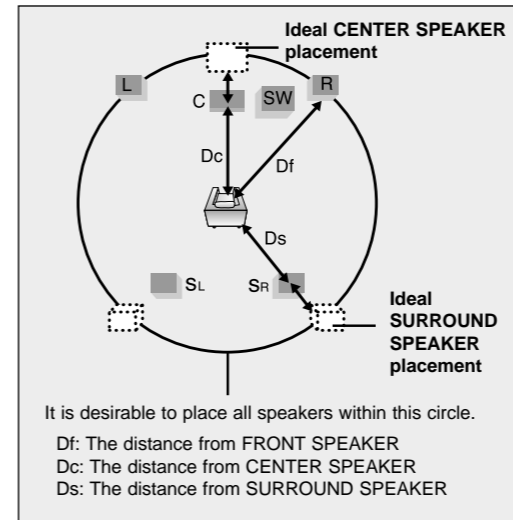 Ideal CENTER SPEAKER
placement
L
R
C
SW
Dc
Df
Ds
SL
SR
Ideal
SURROUND
SPEAKER
placement
It is desirable to place all speakers within this circle.
Df: The distance from FRONT SPEAKER
Dc: The distance from CENTER SPEAKER
Ds: The distance from SURROUND SPEAKER